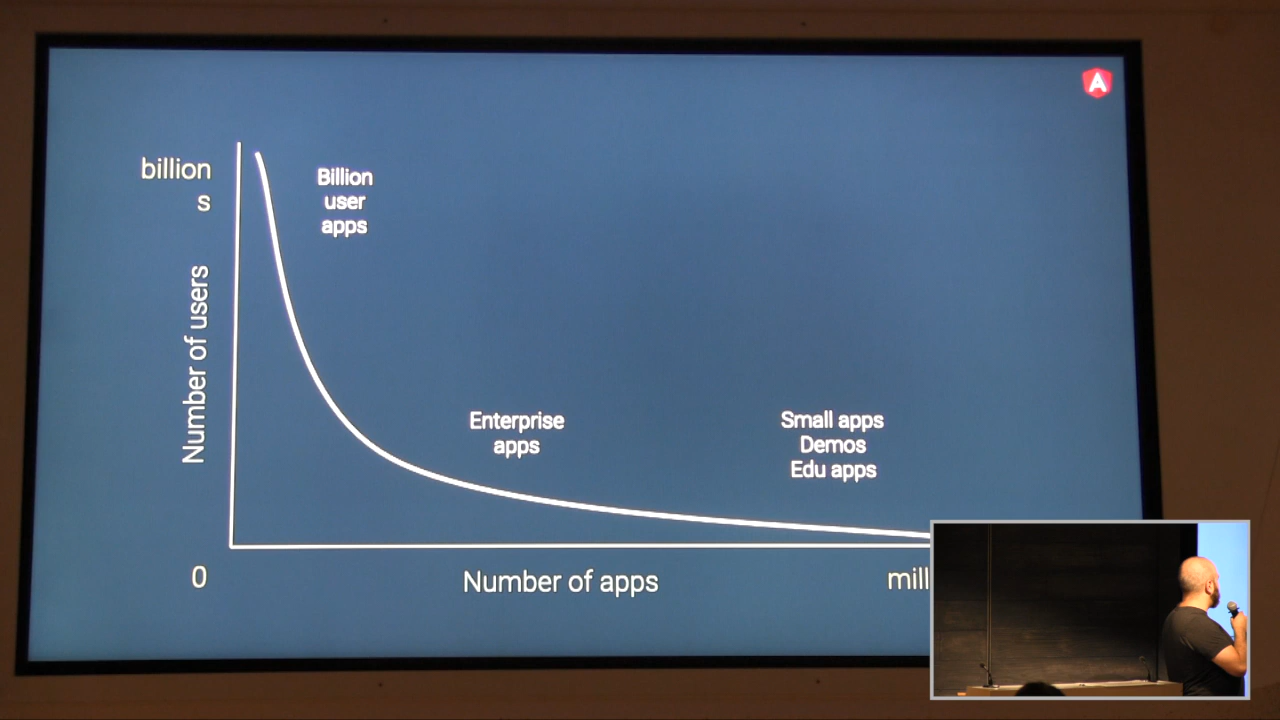 billion
s
Billion
user
apps
Number of users
Enterprise
apps
Small apps
Demos
Edu apps
0
Number of apps
mill
A